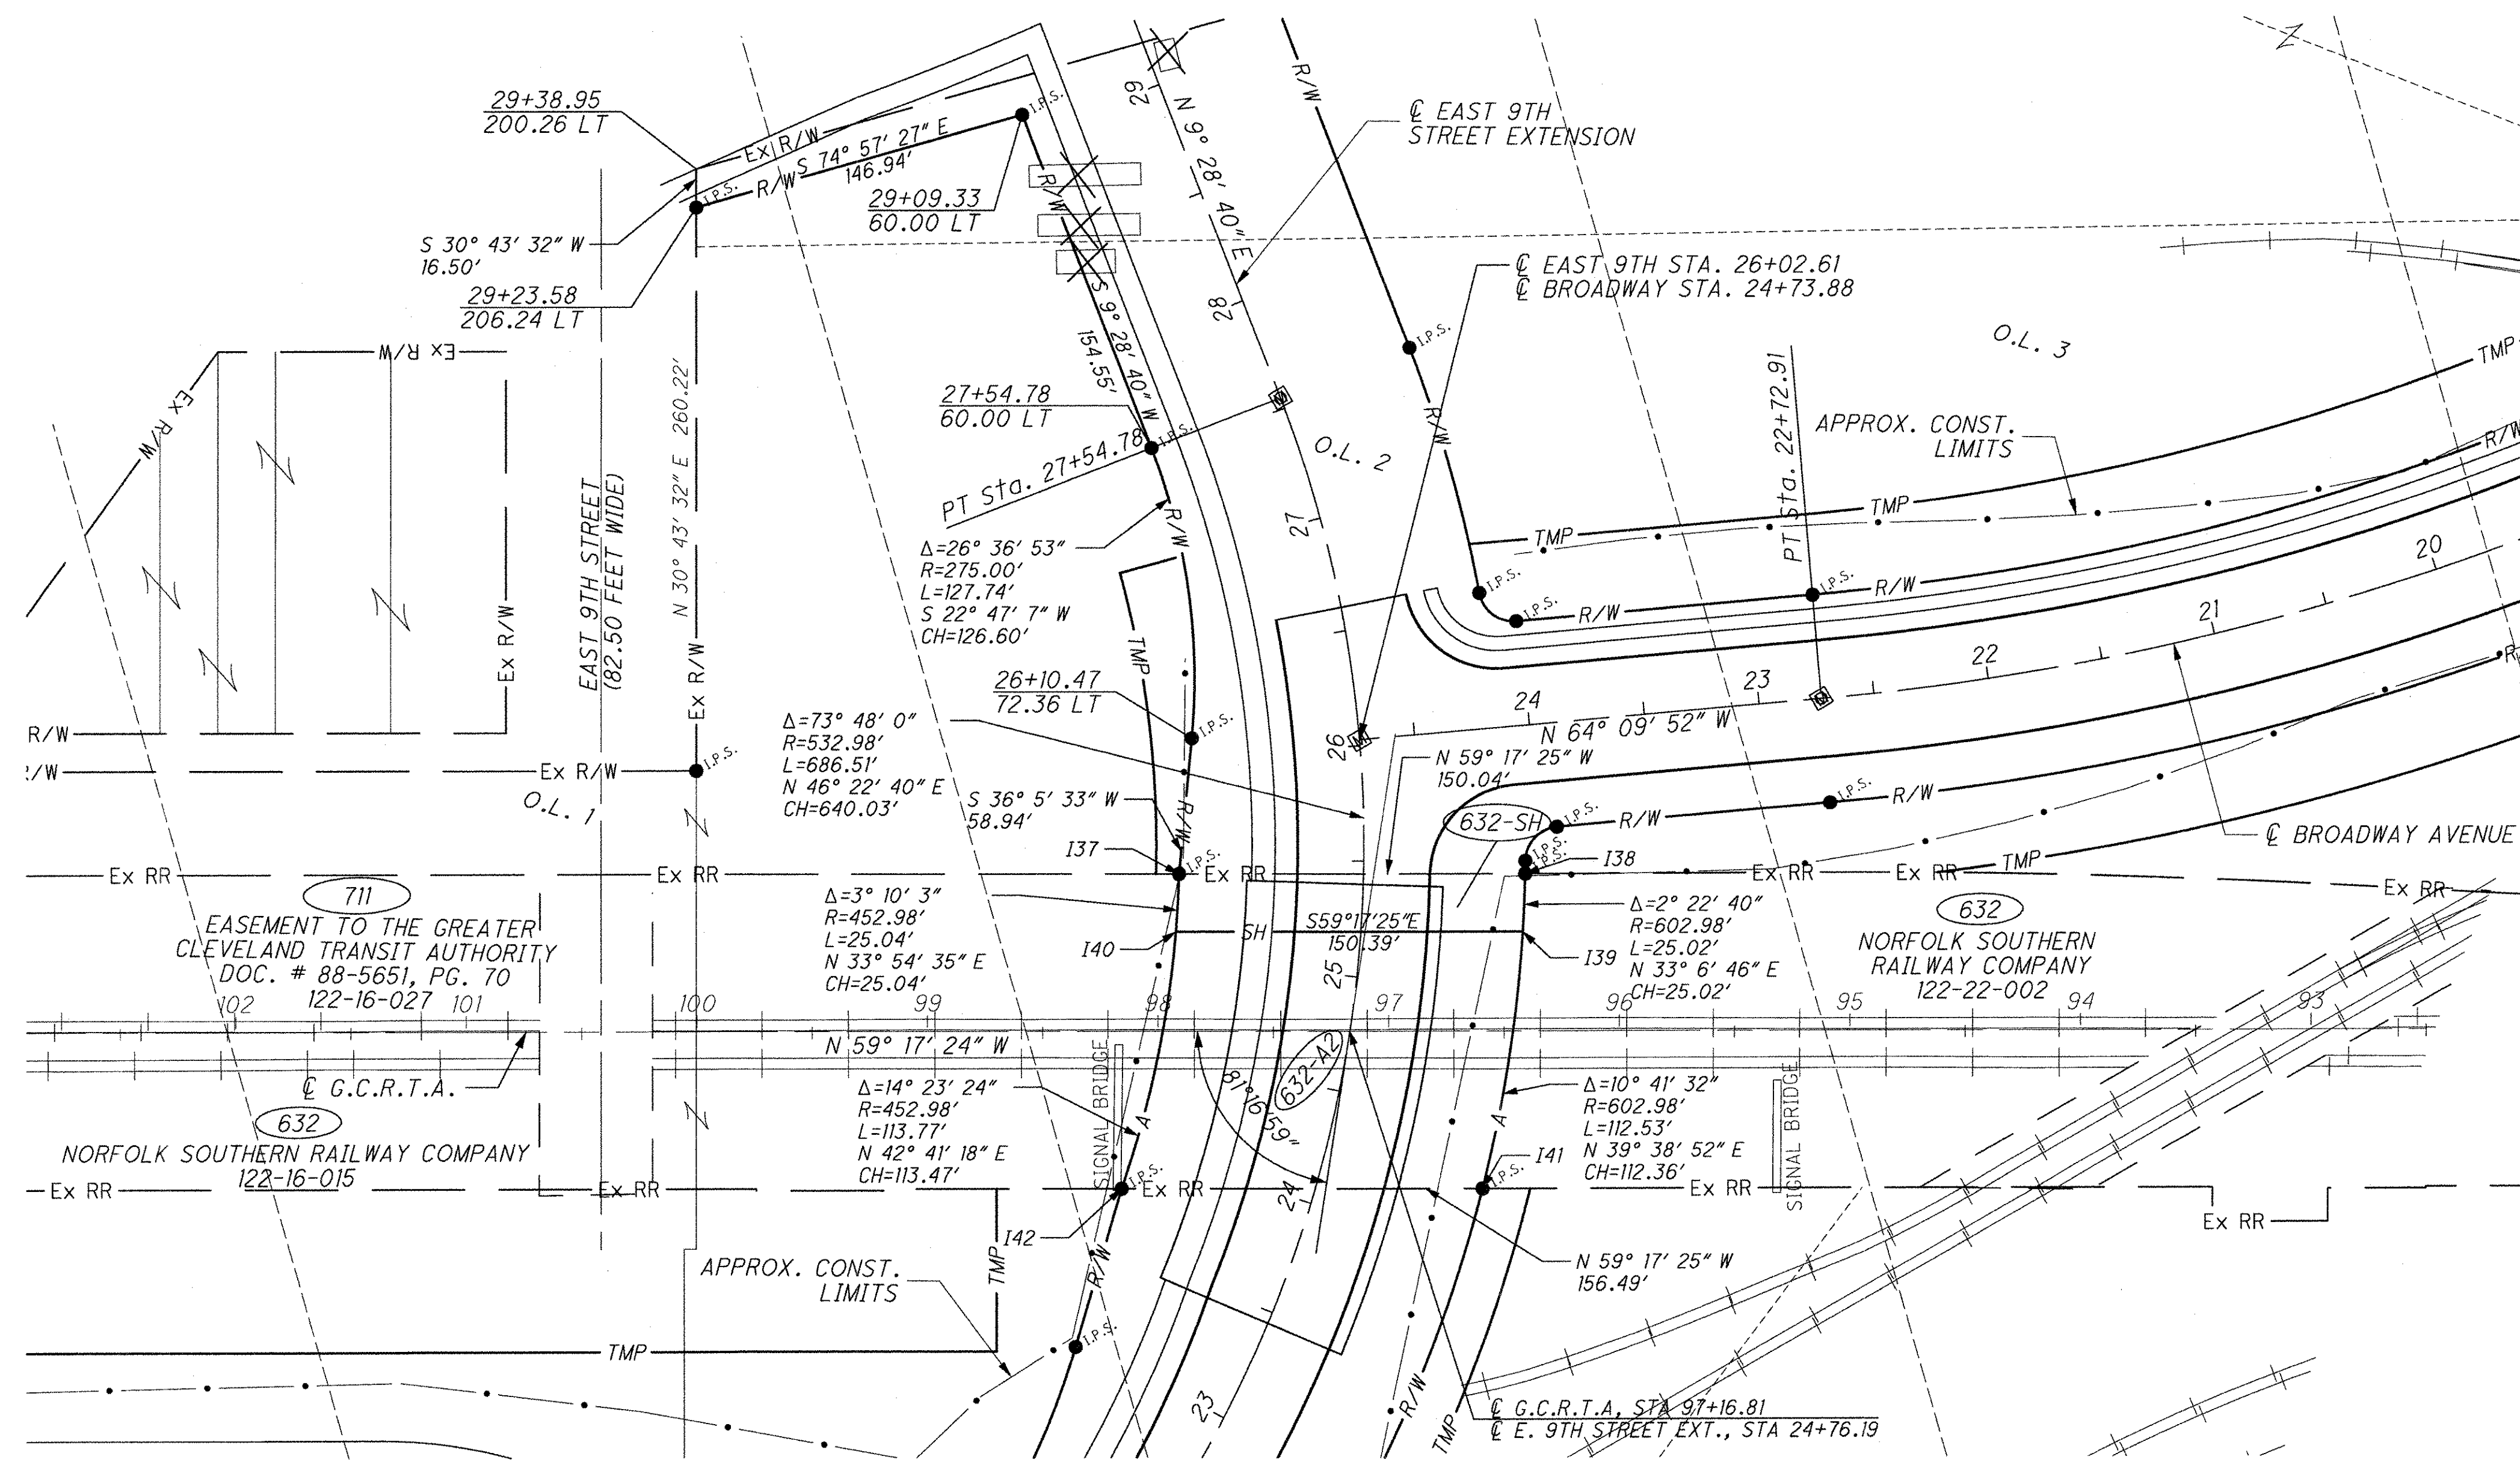 29+38.95
200.26 LT
Ex R/W
S 74° 57' 27" E
146.94'
R/W
I.P.S.
I.P.S.
29+09.33
60.00 LT
S 30° 43' 32" W
16.50'
29+23.58
206.24 LT
29
N 9° 28' 40" E
R/W
℄ EAST 9TH
STREET EXTENSION
R/W
S 9° 28' 40" W
154.55'
28
℄ EAST 9TH STA. 26+02.61
℄ BROADWAY STA. 24+73.88
O.L. 3
I.P.S.
R/W
TMP
Ex R/W
Ex R/W
Ex R/W
EAST 9TH STREET
(82.50 FEET WIDE)
N 30° 43' 32" E 260.22'
Ex R/W
27+54.78
60.00 LT
I.P.S.
PT Sta. 27+54.78
O.L. 2
PT Sta. 22+72.91
APPROX. CONST.
LIMITS
R/W
TMP
TMP
R/W
27
Δ=26° 36' 53"
R=275.00'
L=127.74'
S 22° 47' 7" W
CH=126.60'
TMP
I.P.S.
I.P.S.
R/W
I.P.S.
R/W
20
21
22
23
24
N 64° 09' 52" W
26+10.47
72.36 LT
I.P.S.
26
R/W
R/W
Ex R/W
I.P.S.
O.L. 1
Δ=73° 48' 0"
R=532.98'
L=686.51'
N 46° 22' 40" E
CH=640.03'
S 36° 5' 33" W
58.94'
R/W
N 59° 17' 25" W
150.04'
632-SH
I.P.S.
R/W
I.P.S.
R/W
℄ BROADWAY AVENUE
I37
I.P.S.
I.P.S.
I.P.S.
I38
Ex RR
Ex RR
Ex RR
Ex RR
Ex RR
TMP
Ex RR
711
EASEMENT TO THE GREATER
CLEVELAND TRANSIT AUTHORITY
DOC. # 88-5651, PG. 70
122-16-027
Δ=3° 10' 3"
R=452.98'
L=25.04'
N 33° 54' 35" E
CH=25.04'
I40
SH
S59°17'25"E
150.39'
25
I39
Δ=2° 22' 40"
R=602.98'
L=25.02'
N 33° 6' 46" E
CH=25.02'
632
NORFOLK SOUTHERN
RAILWAY COMPANY
122-22-002
102
101
100
99
98
97
96
95
94
93
N 59° 17' 24" W
℄ G.C.R.T.A.
632
NORFOLK SOUTHERN RAILWAY COMPANY
122-16-015
Δ=14° 23' 24"
R=452.98'
L=113.77'
N 42° 41' 18" E
CH=113.47'
SIGNAL BRIDGE
A
81°16'59"
632-A2
A
Δ=10° 41' 32"
R=602.98'
L=112.53'
N 39° 38' 52" E
CH=112.36'
SIGNAL BRIDGE
I41
I.P.S.
I.P.S.
Ex RR
Ex RR
Ex RR
Ex RR
Ex RR
24
I42
R/W
TMP
APPROX. CONST.
LIMITS
N 59° 17' 25" W
156.49'
TMP
I.P.S.
23
R/W
TMP
℄ G.C.R.T.A, STA 97+16.81
℄ E. 9TH STREET EXT., STA 24+76.19